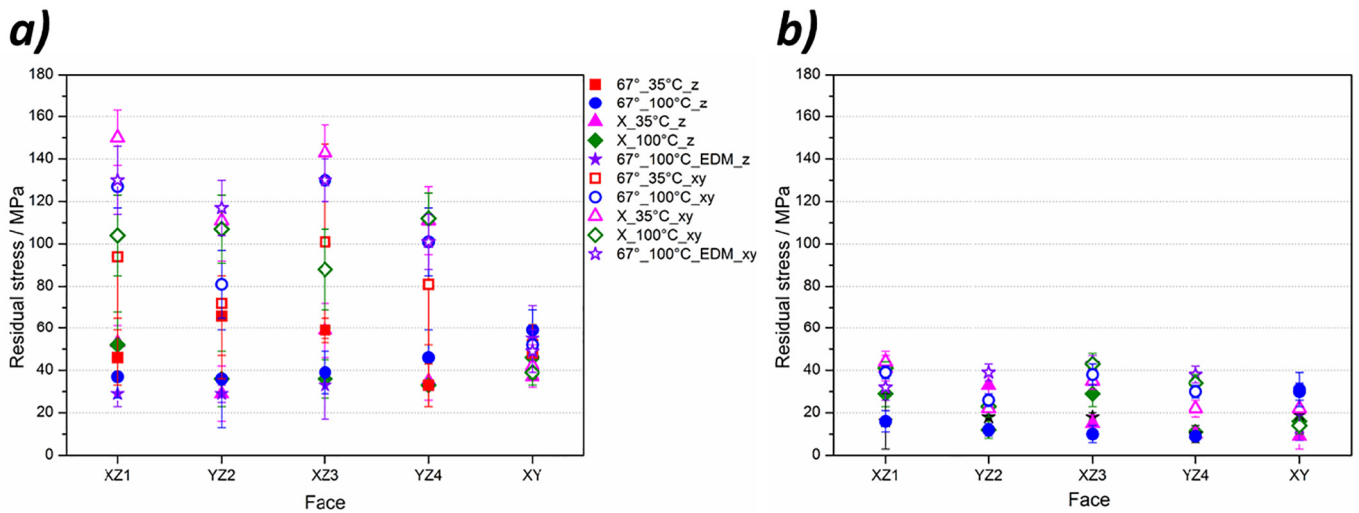 a)
180
160
140
120
100
80
60
40
20
0
Residual stress / MPa
XZ1 YZ2 XZ3 YZ4 XY
Face
67°_35°C_z
67°_100°C_z
X_35°C_z
X_100°C_z
67°_100°C_EDM_z
67°_35°C_xy
67°_100°C_xy
X_35°C_xy
X_100°C_xy
67°_100°C_EDM_xy
b)
180
160
140
120
100
80
60
40
20
0
Residual stress / MPa
XZ1 YZ2 XZ3 YZ4 XY
Face